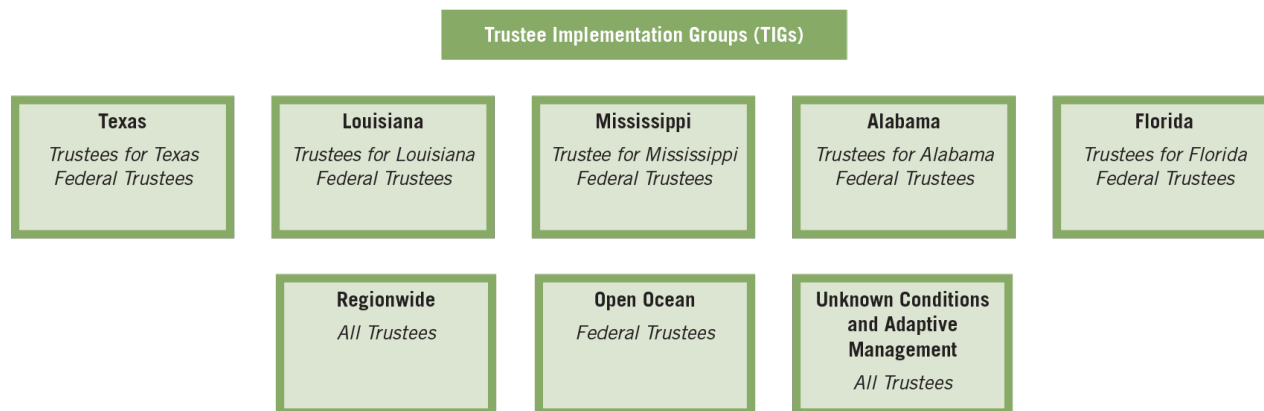 Trustee Implementation Groups (TIGs)
Texas
Trustees for Texas
Federal Trustees
Louisiana
Trustees for Louisiana
Federal Trustees
Mississippi
Trustee for Mississippi
Federal Trustees
Alabama
Trustees for Alabama
Federal Trustees
Florida
Trustees for Florida
Federal Trustees
Regionwide
All Trustees
Open Ocean
Federal Trustees
Unknown Conditions
and Adaptive
Management
All Trustees